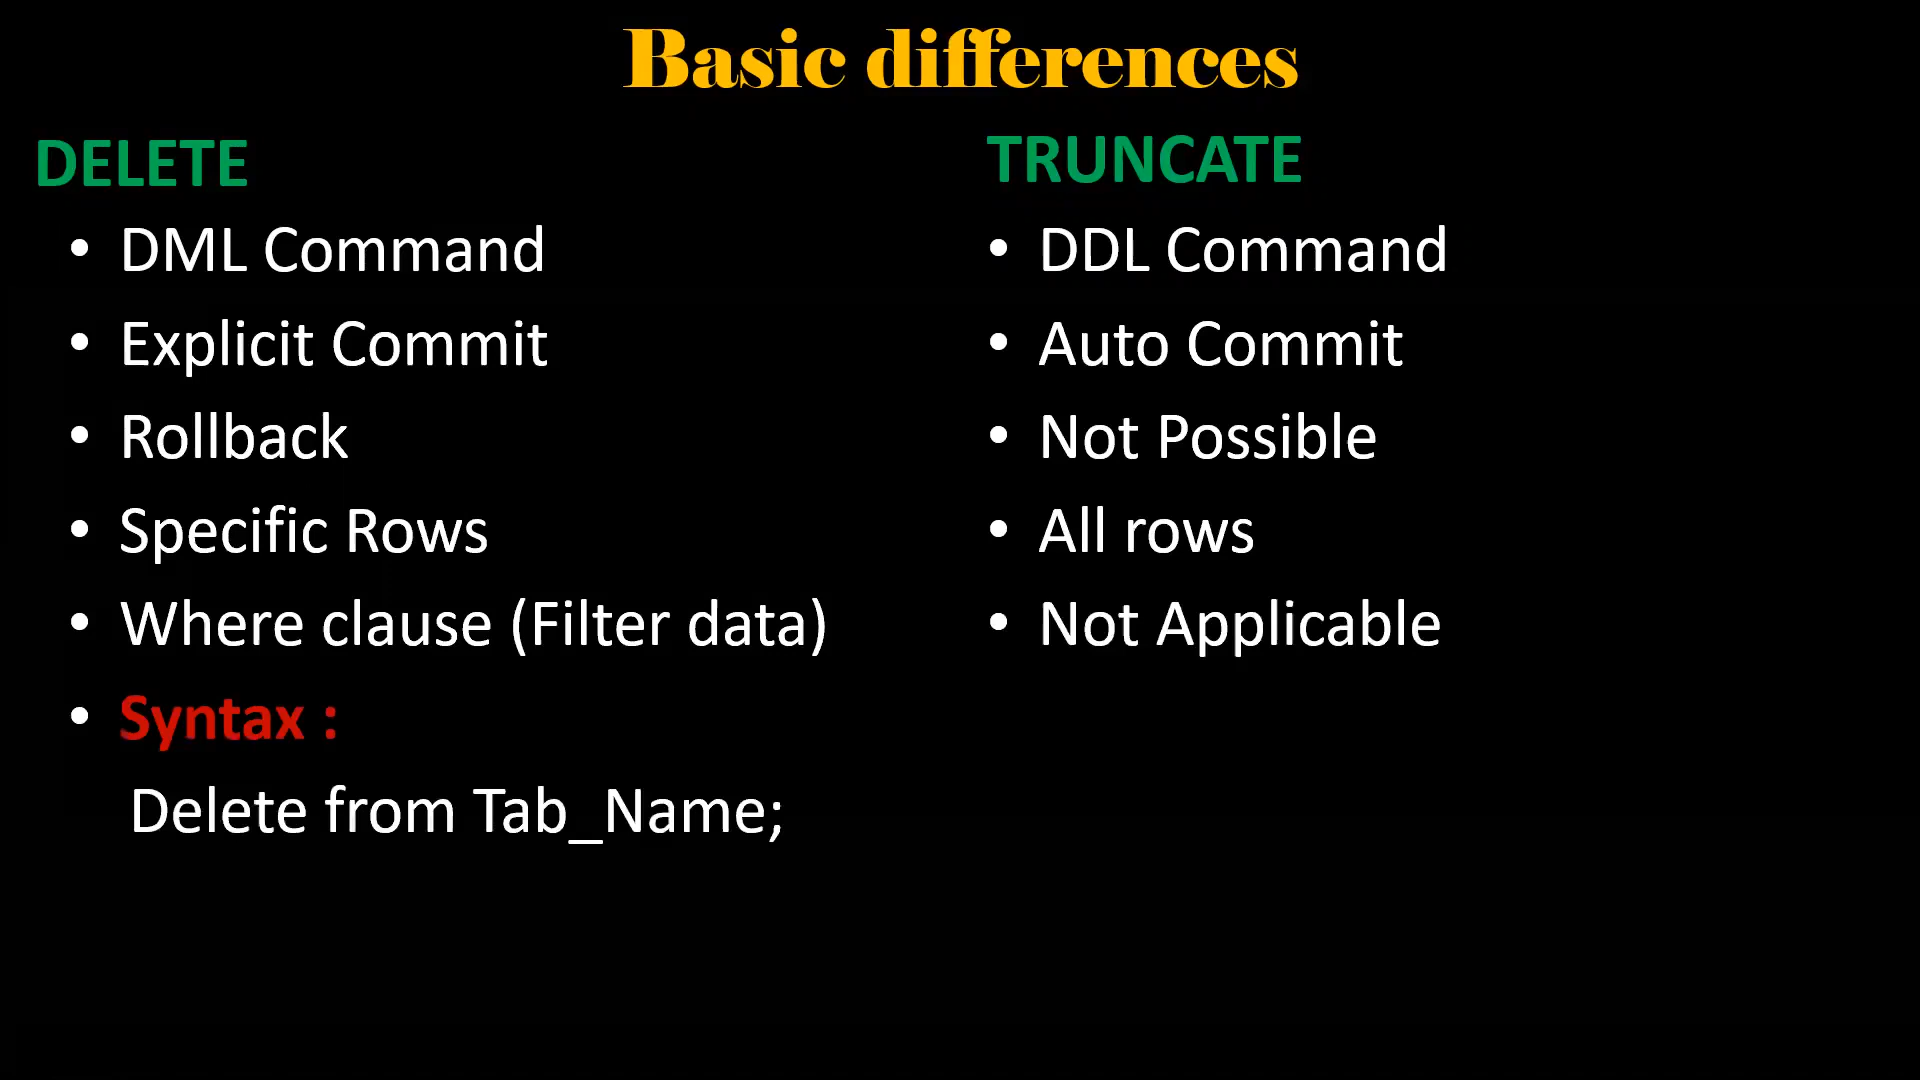 Basic differences
DELETE
• DML Command
• Explicit Commit
• Rollback
• Specific Rows
• Where clause (Filter data)
• Syntax :
Delete from Tab_Name;
TRUNCATE
• DDL Command
• Auto Commit
• Not Possible
• All rows
• Not Applicable